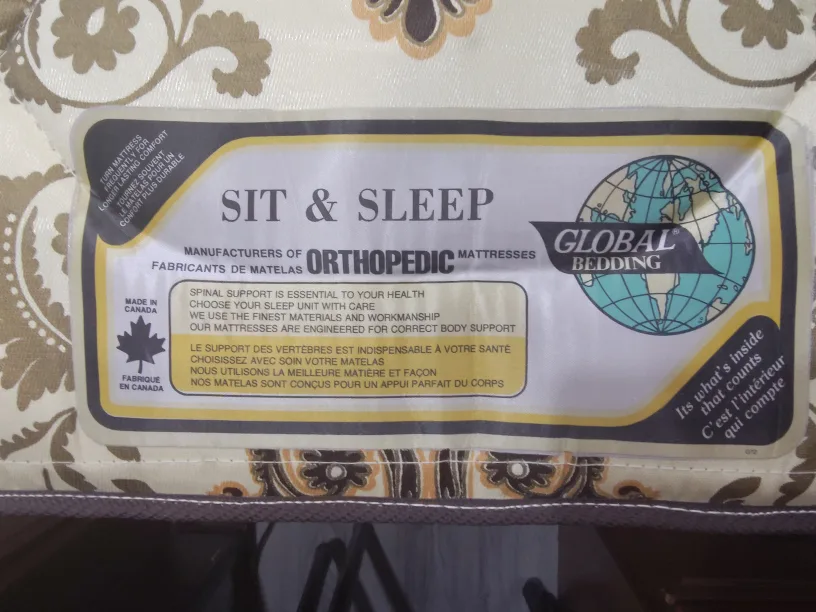 TURN MATTRESS
FREQUENTLY FOR
LONGER LASTING COMFORT
TOURNEZ SOUVENT
LE MATELAS POUR UN
CONFORT PLUS DURABLE
SIT & SLEEP
GLOBAL®
BEDDING
MANUFACTURERS OF ORTHOPEDIC MATTRESSES
FABRICANTS DE MATELAS
MADE IN
CANADA
FABRIQUÉ
EN CANADA
SPINAL SUPPORT IS ESSENTIAL TO YOUR HEALTH
CHOOSE YOUR SLEEP UNIT WITH CARE
WE USE THE FINEST MATERIALS AND WORKMANSHIP
OUR MATTRESSES ARE ENGINEERED FOR CORRECT BODY SUPPORT
LE SUPPORT DES VERTÈBRES EST INDISPENSABLE À VOTRE SANTÉ
CHOISISSEZ AVEC SOIN VOTRE MATELAS
NOUS UTILISONS LA MEILLEURE MATIÈRE ET FAÇON
NOS MATELAS SONT CONÇUS POUR UN APPUI PARFAIT DU CORPS
Its what's inside
that counts
C'est l'intérieur
qui compte